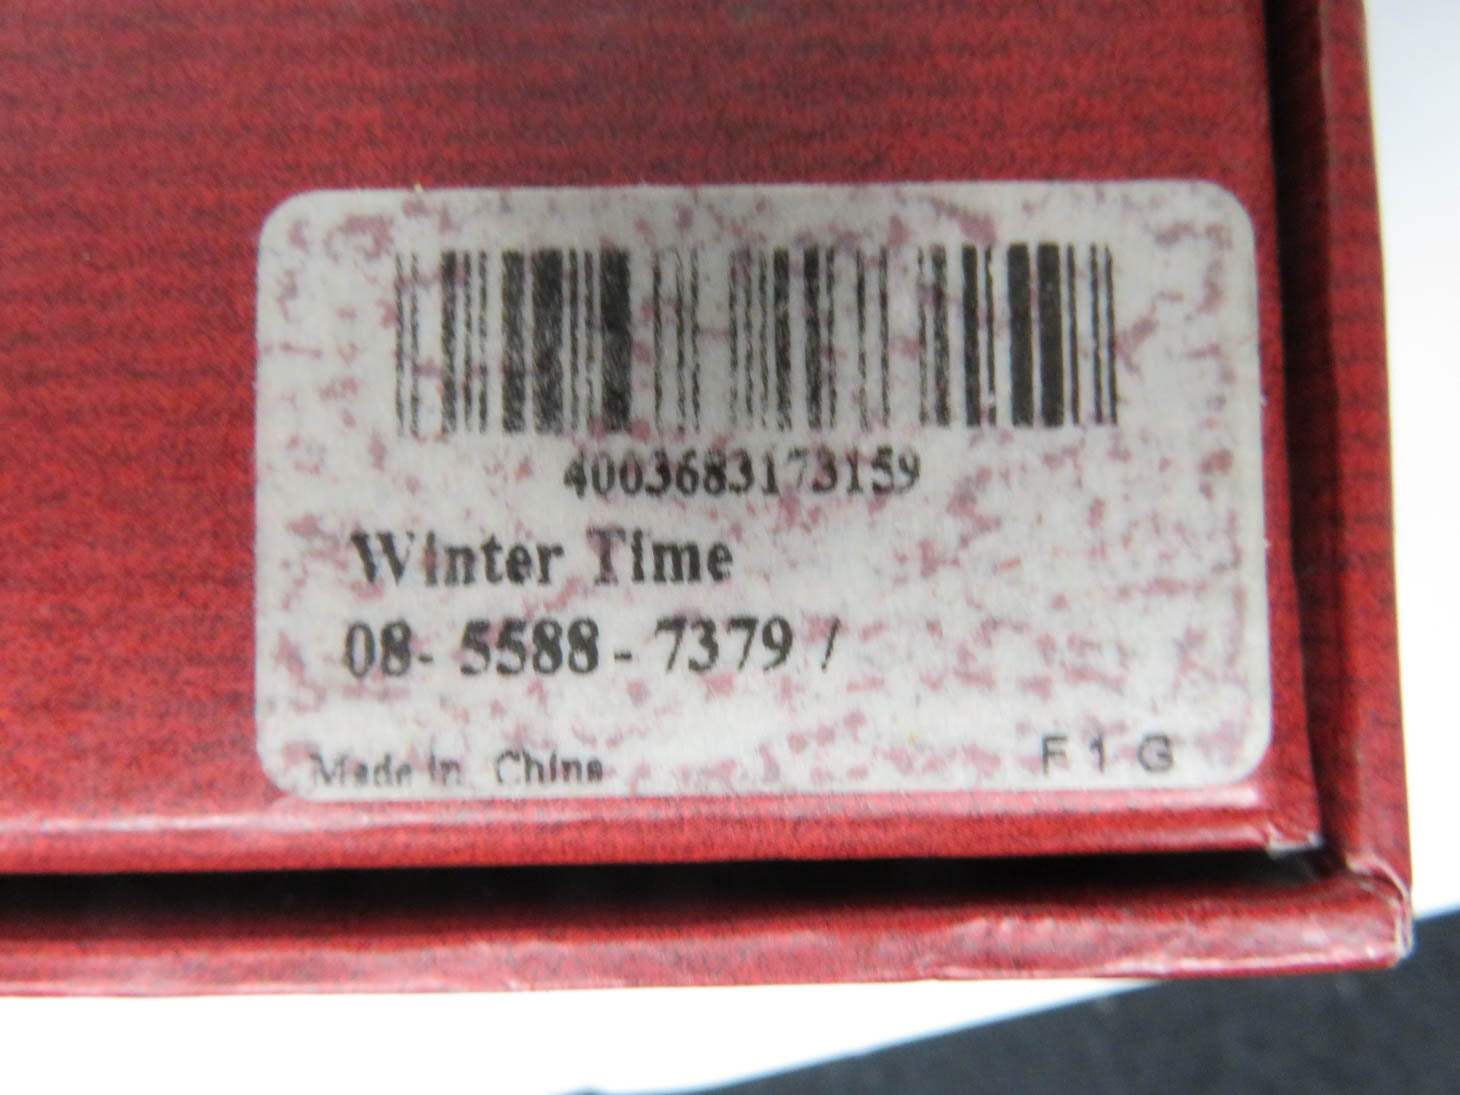 4003683173159
Winter Time
08- 5588 - 7379 /
Made in China
F 1 G